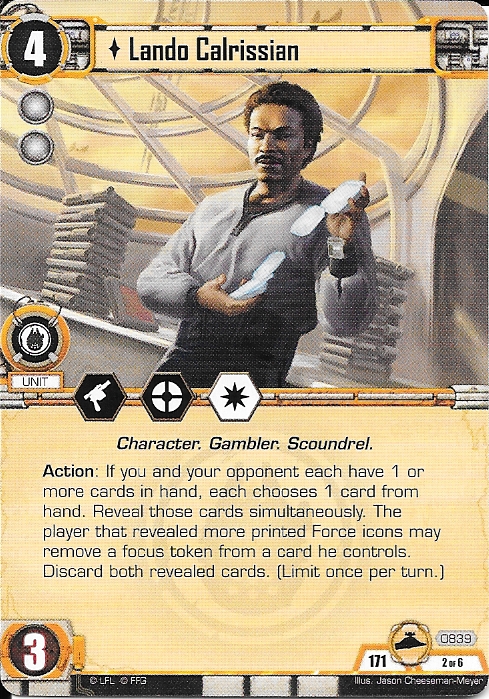 4
Lando Calrissian
UNIT
Character. Gambler. Scoundrel.
Action: If you and your opponent each have 1 or
more cards in hand, each chooses 1 card from
hand. Reveal those cards simultaneously. The
player that revealed more printed Force icons may
remove a focus token from a card he controls.
Discard both revealed cards. (Limit once per turn.)
3
171
0839
2 OF 6
© LFL © FFG
Illus. Jason Cheeseman-Meyer